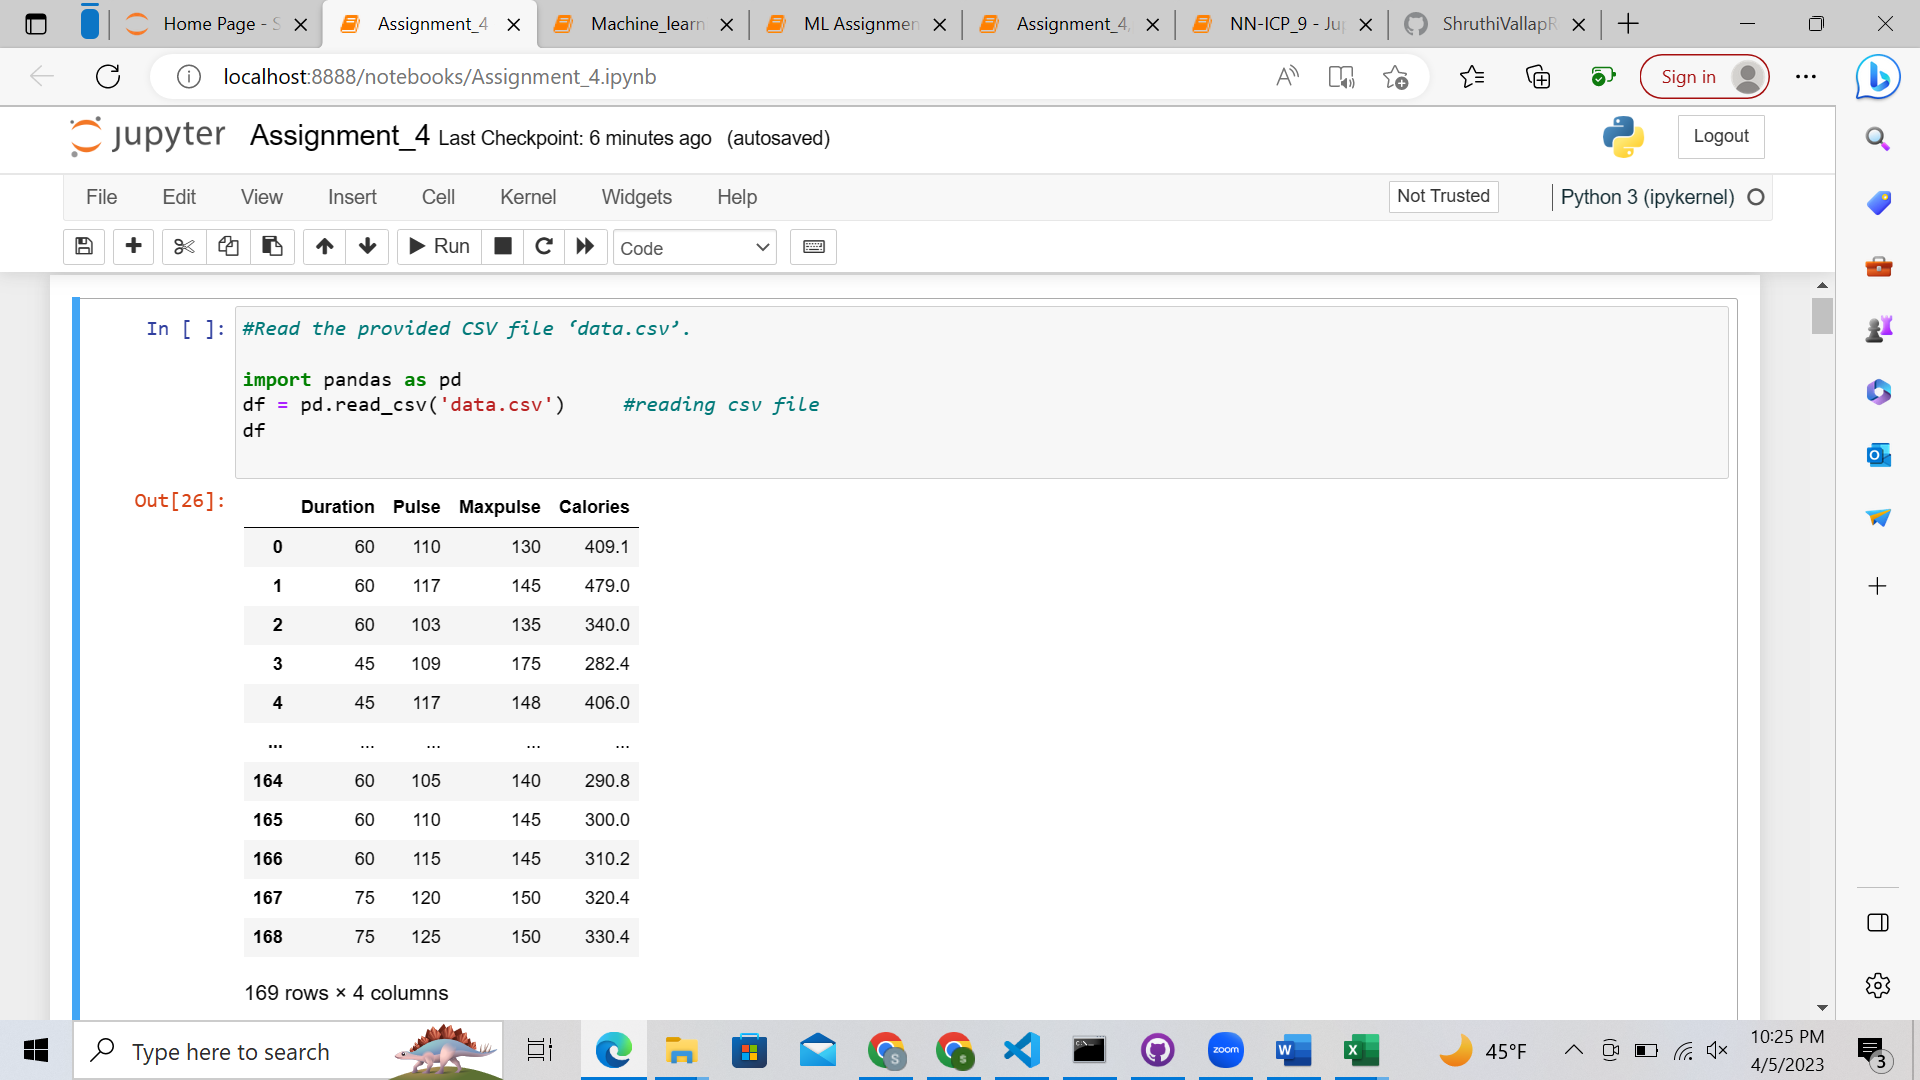 Home Page - S
Assignment_4
Machine_learn
ML Assignmen
Assignment_4,
NN-ICP_9 - Ju
ShruthiVallapR
localhost:8888/notebooks/Assignment_4.ipynb
Sign in
jupyter Assignment_4 Last Checkpoint: 6 minutes ago (autosaved)
Logout
File Edit View Insert Cell Kernel Widgets Help
Not Trusted
Python 3 (ipykernel)
Run
Code
In [ ]:
#Read the provided CSV file ‘data.csv’.
import pandas as pd
df = pd.read_csv('data.csv')     #reading csv file
df
Out[26]:
Duration Pulse Maxpulse Calories
0 60 110 130 409.1
1 60 117 145 479.0
2 60 103 135 340.0
3 45 109 175 282.4
4 45 117 148 406.0
... ... ... ... ...
164 60 105 140 290.8
165 60 110 145 300.0
166 60 115 145 310.2
167 75 120 150 320.4
168 75 125 150 330.4
169 rows × 4 columns
Type here to search
zoom
45°F
10:25 PM
4/5/2023
3